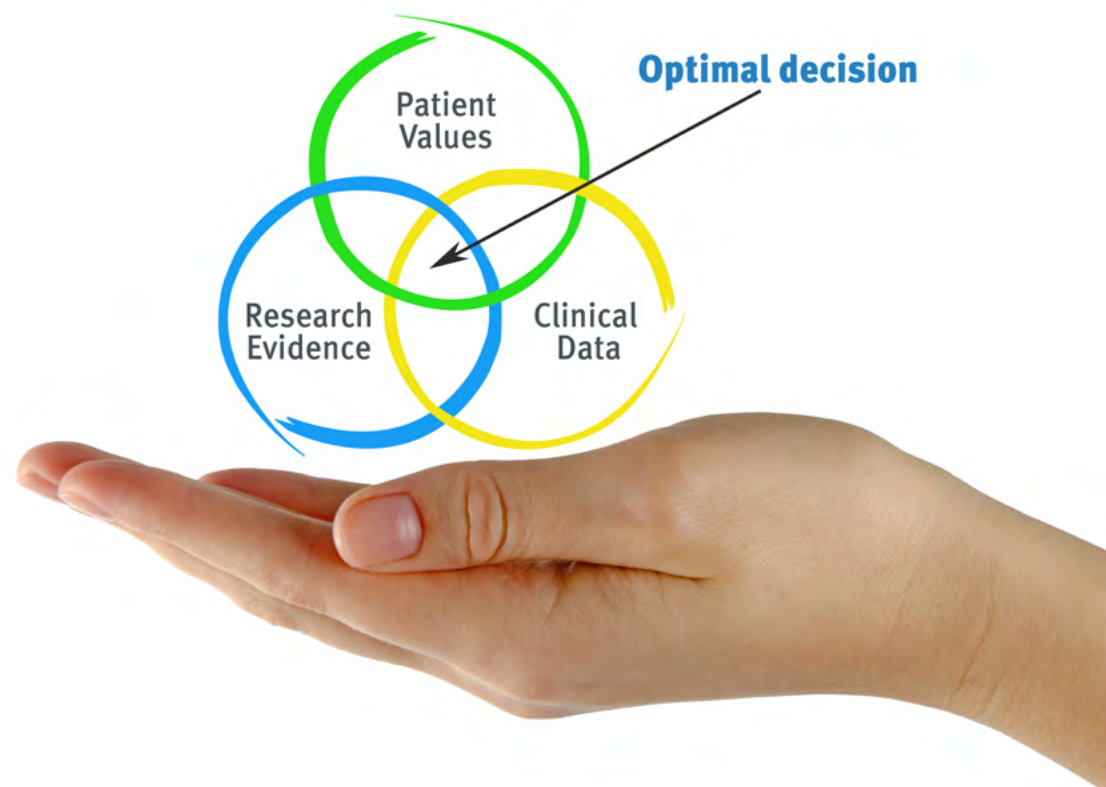 Optimal decision
Patient
Values
Research
Evidence
Clinical
Data